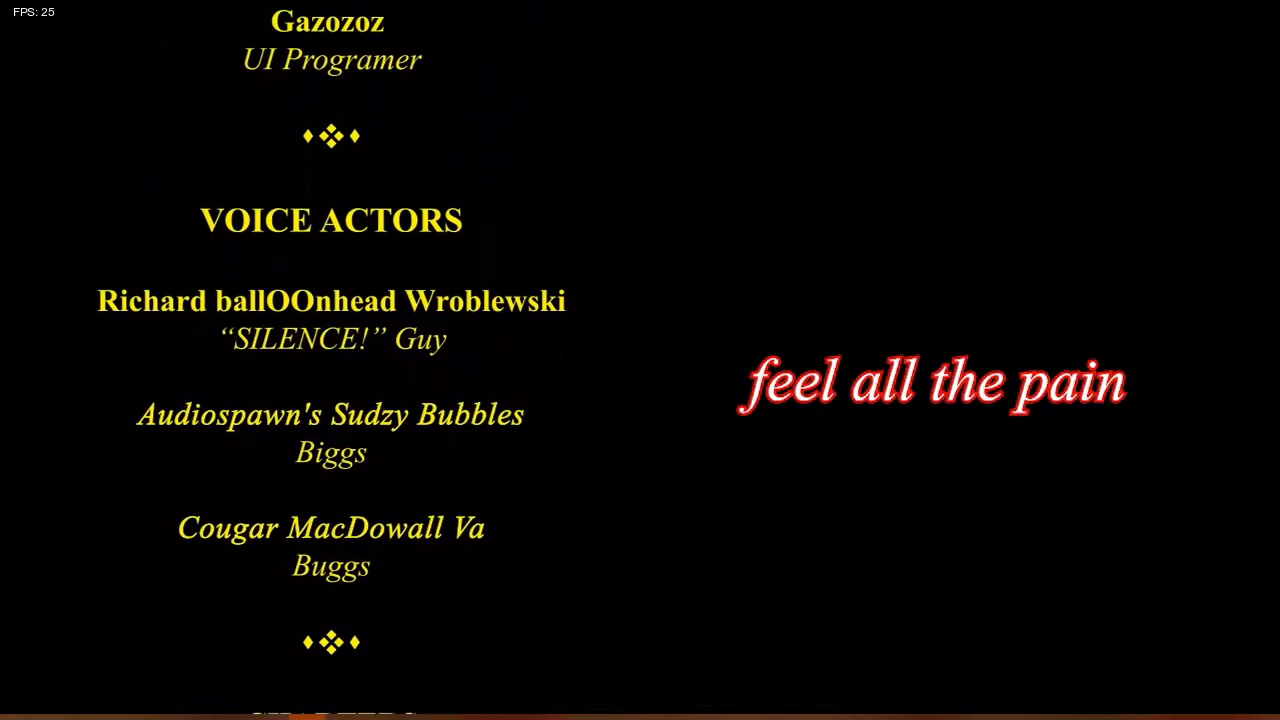 FPS: 25
Gazozoz
UI Programer
VOICE ACTORS
Richard ballOOnhead Wroblewski
“SILENCE!” Guy
Audiospawn's Sudzy Bubbles
Biggs
Cougar MacDowall Va
Buggs
feel all the pain